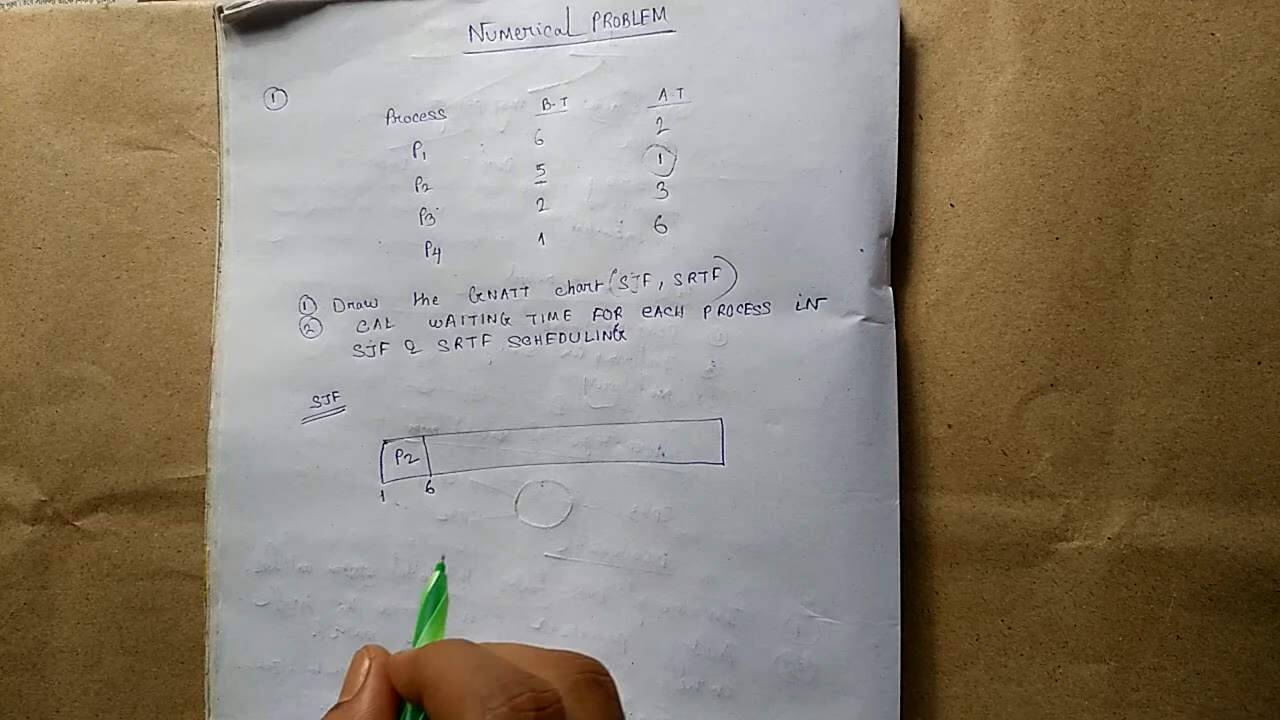 Numerical PROBLEM
①
Process B.T A.T
P1 6 2
P2 5 1
P3 2 3
P4 1 6
① Draw the GNATT chart (SJF, SRTF)
② CAL WAITING TIME FOR EACH PROCESS IN
SJF & SRTF SCHEDULING
SJF
P2
1 6